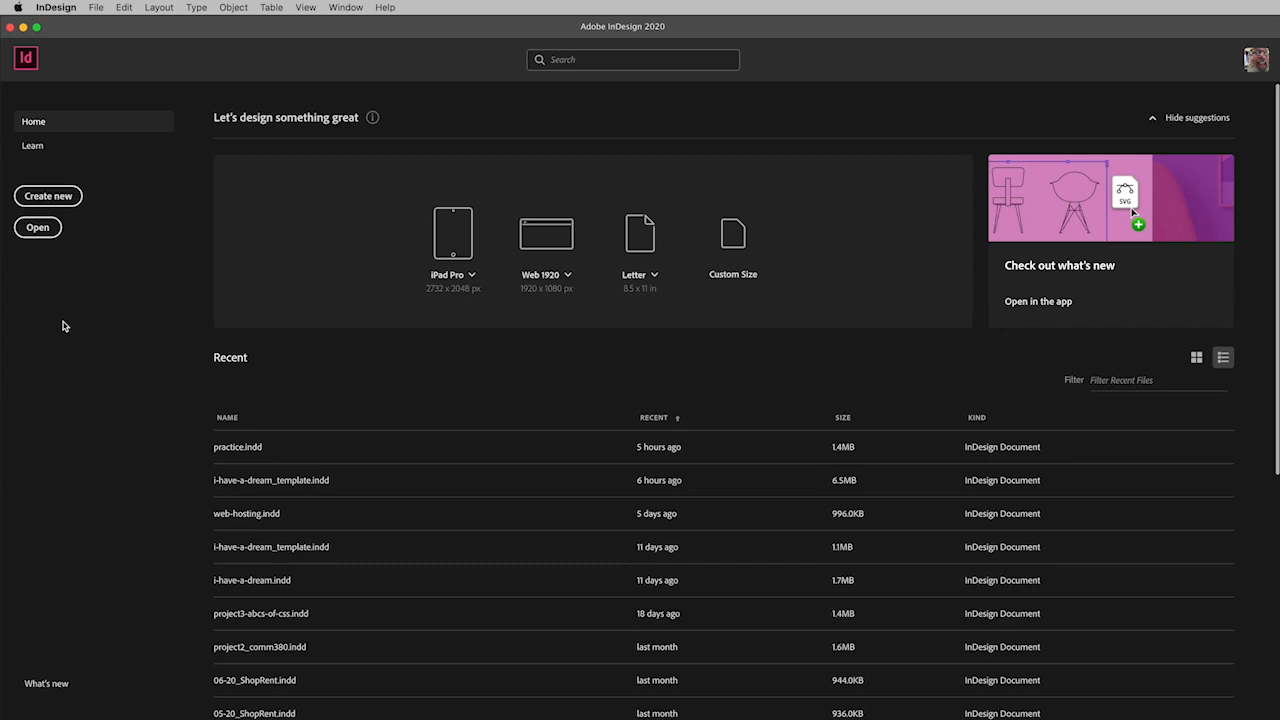 InDesign File Edit Layout Type Object Table View Window Help
Adobe InDesign 2020
Id
Search
Home
Learn
Create new
Open
Let's design something great
Hide suggestions
iPad Pro
2732 x 2048 px
Web 1920
1920 x 1080 px
Letter
8.5 x 11 in
Custom Size
SVG
Check out what's new
Open in the app
Recent
Filter Filter Recent Files
NAME RECENT SIZE KIND
practice.indd 5 hours ago 1.4MB InDesign Document
i-have-a-dream_template.indd 6 hours ago 6.5MB InDesign Document
web-hosting.indd 5 days ago 996.0KB InDesign Document
i-have-a-dream_template.indd 11 days ago 1.1MB InDesign Document
i-have-a-dream.indd 11 days ago 1.7MB InDesign Document
project3-abcs-of-css.indd 18 days ago 1.4MB InDesign Document
project2_comm380.indd last month 1.6MB InDesign Document
06-20_ShopRent.indd last month 944.0KB InDesign Document
05-20_ShopRent.indd last month 936.0KB InDesign Document
What's new